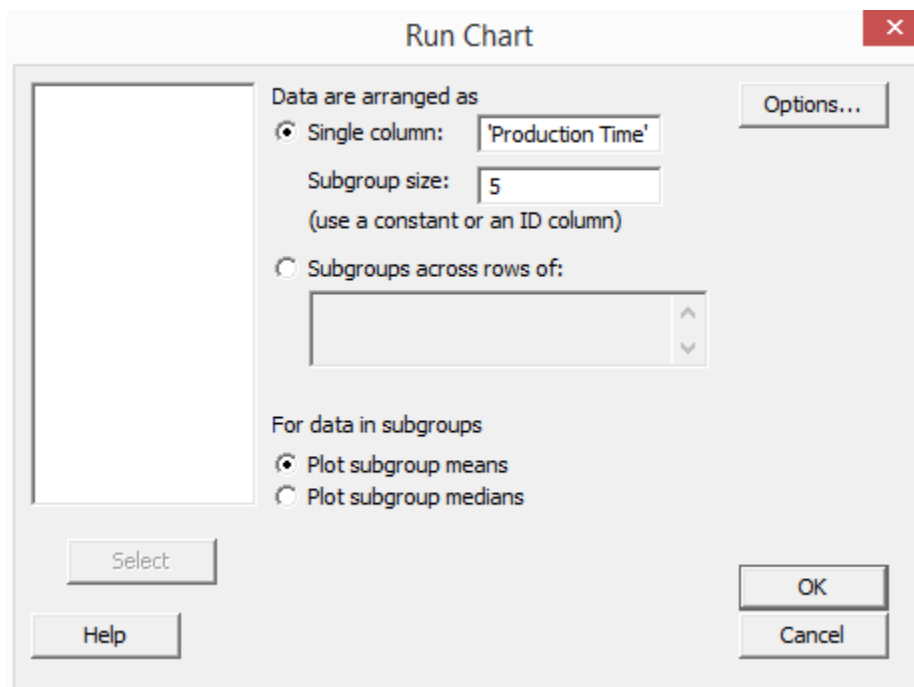 Run Chart
Data are arranged as
Options...
Single column:
'Production Time'
Subgroup size:
5
(use a constant or an ID column)
Subgroups across rows of:
For data in subgroups
Plot subgroup means
Plot subgroup medians
Select
OK
Help
Cancel